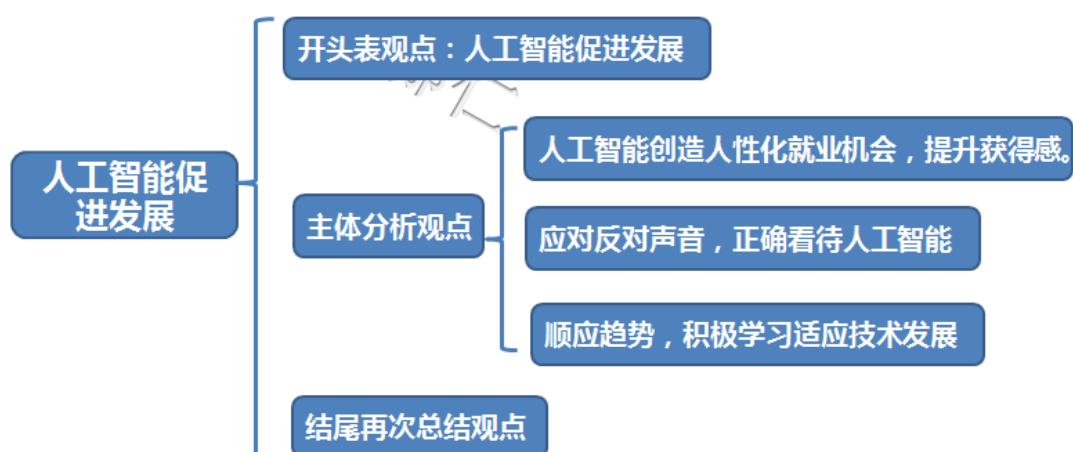 开头表观点：人工智能促进发展
人工智能创造人性化就业机会，提升获得感。
人工智能促
进发展
主体分析观点
应对反对声音，正确看待人工智能
顺应趋势，积极学习适应技术发展
结尾再次总结观点